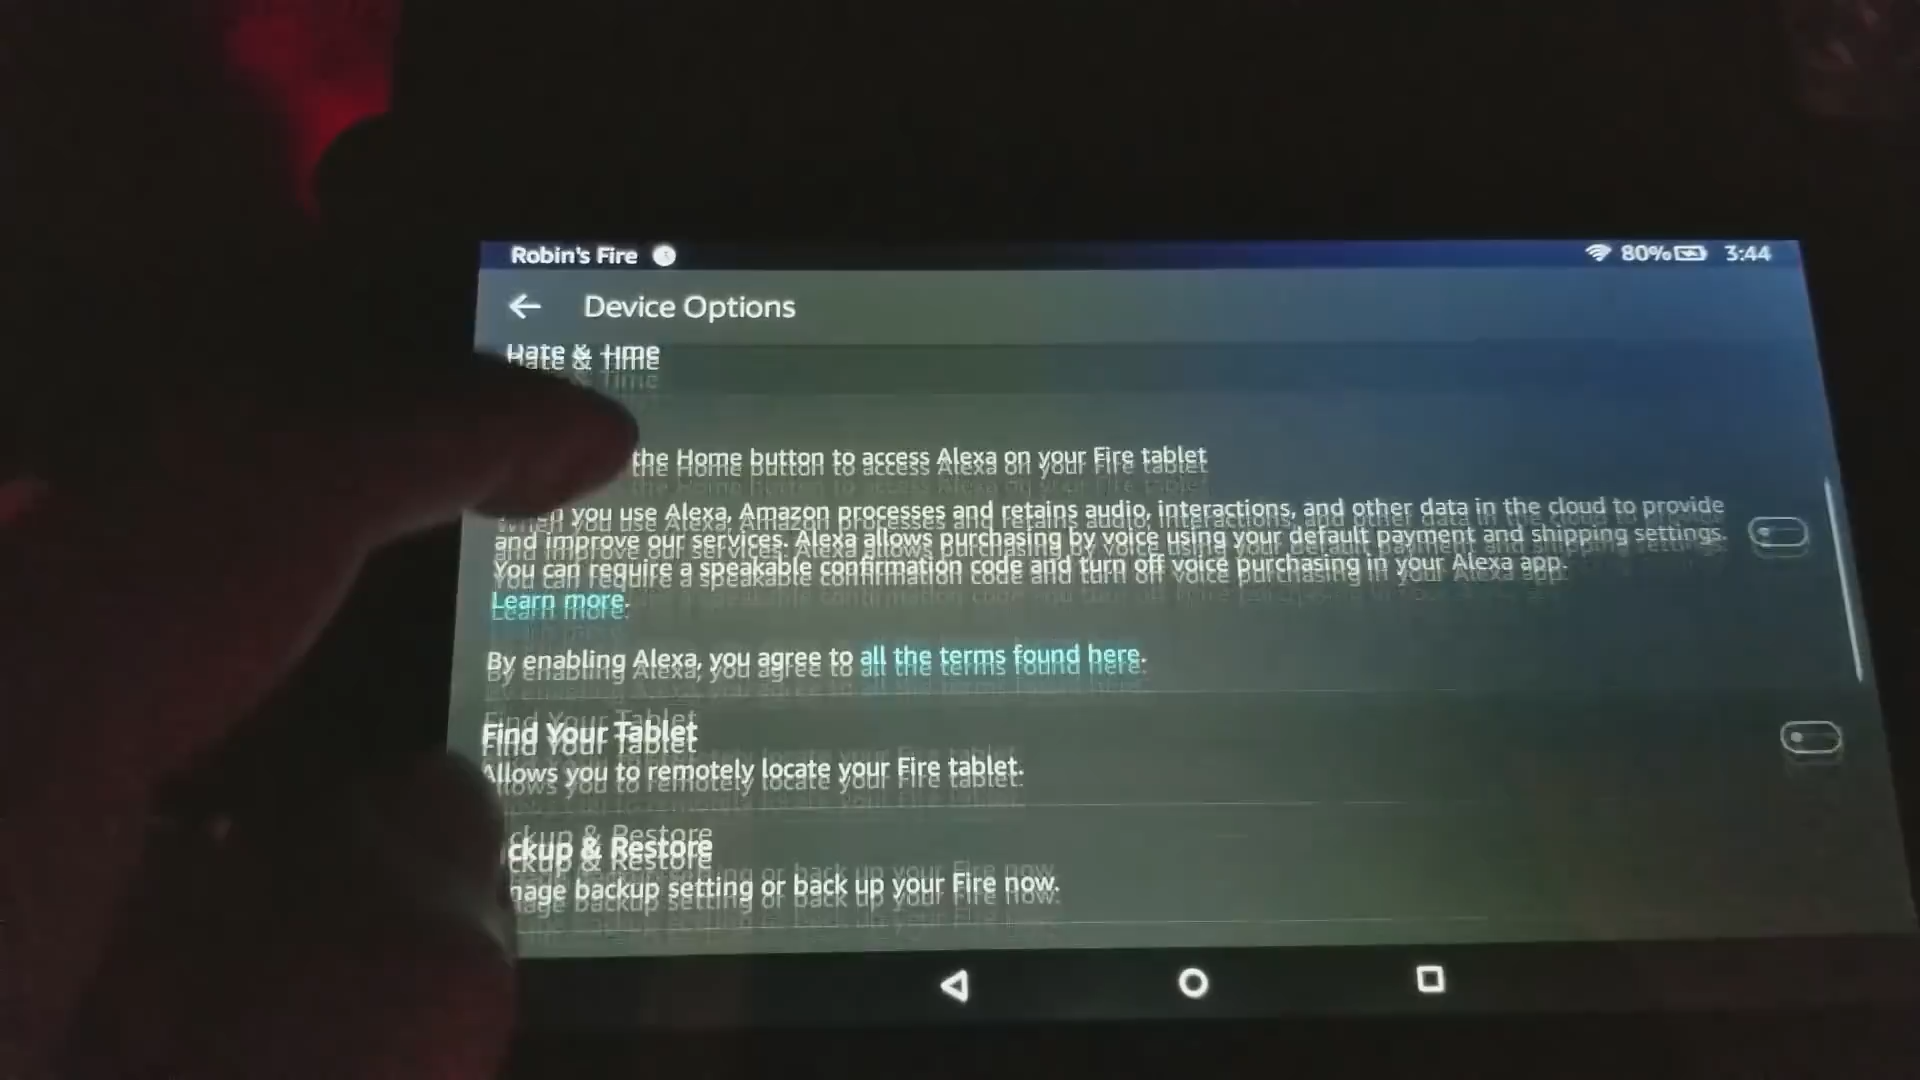 Robin's Fire
80% 3:44
Device Options
Date & Time
the Home button to access Alexa on your Fire tablet
When you use Alexa, Amazon processes and retains audio, interactions, and other data in the cloud to provide
and improve our services. Alexa allows purchasing by voice using your default payment and shipping settings.
You can require a speakable confirmation code and turn off voice purchasing in your Alexa app.
Learn more.
By enabling Alexa, you agree to all the terms found here.
Find Your Tablet
Allows you to remotely locate your Fire tablet.
ckup & Restore
nage backup setting or back up your Fire now.